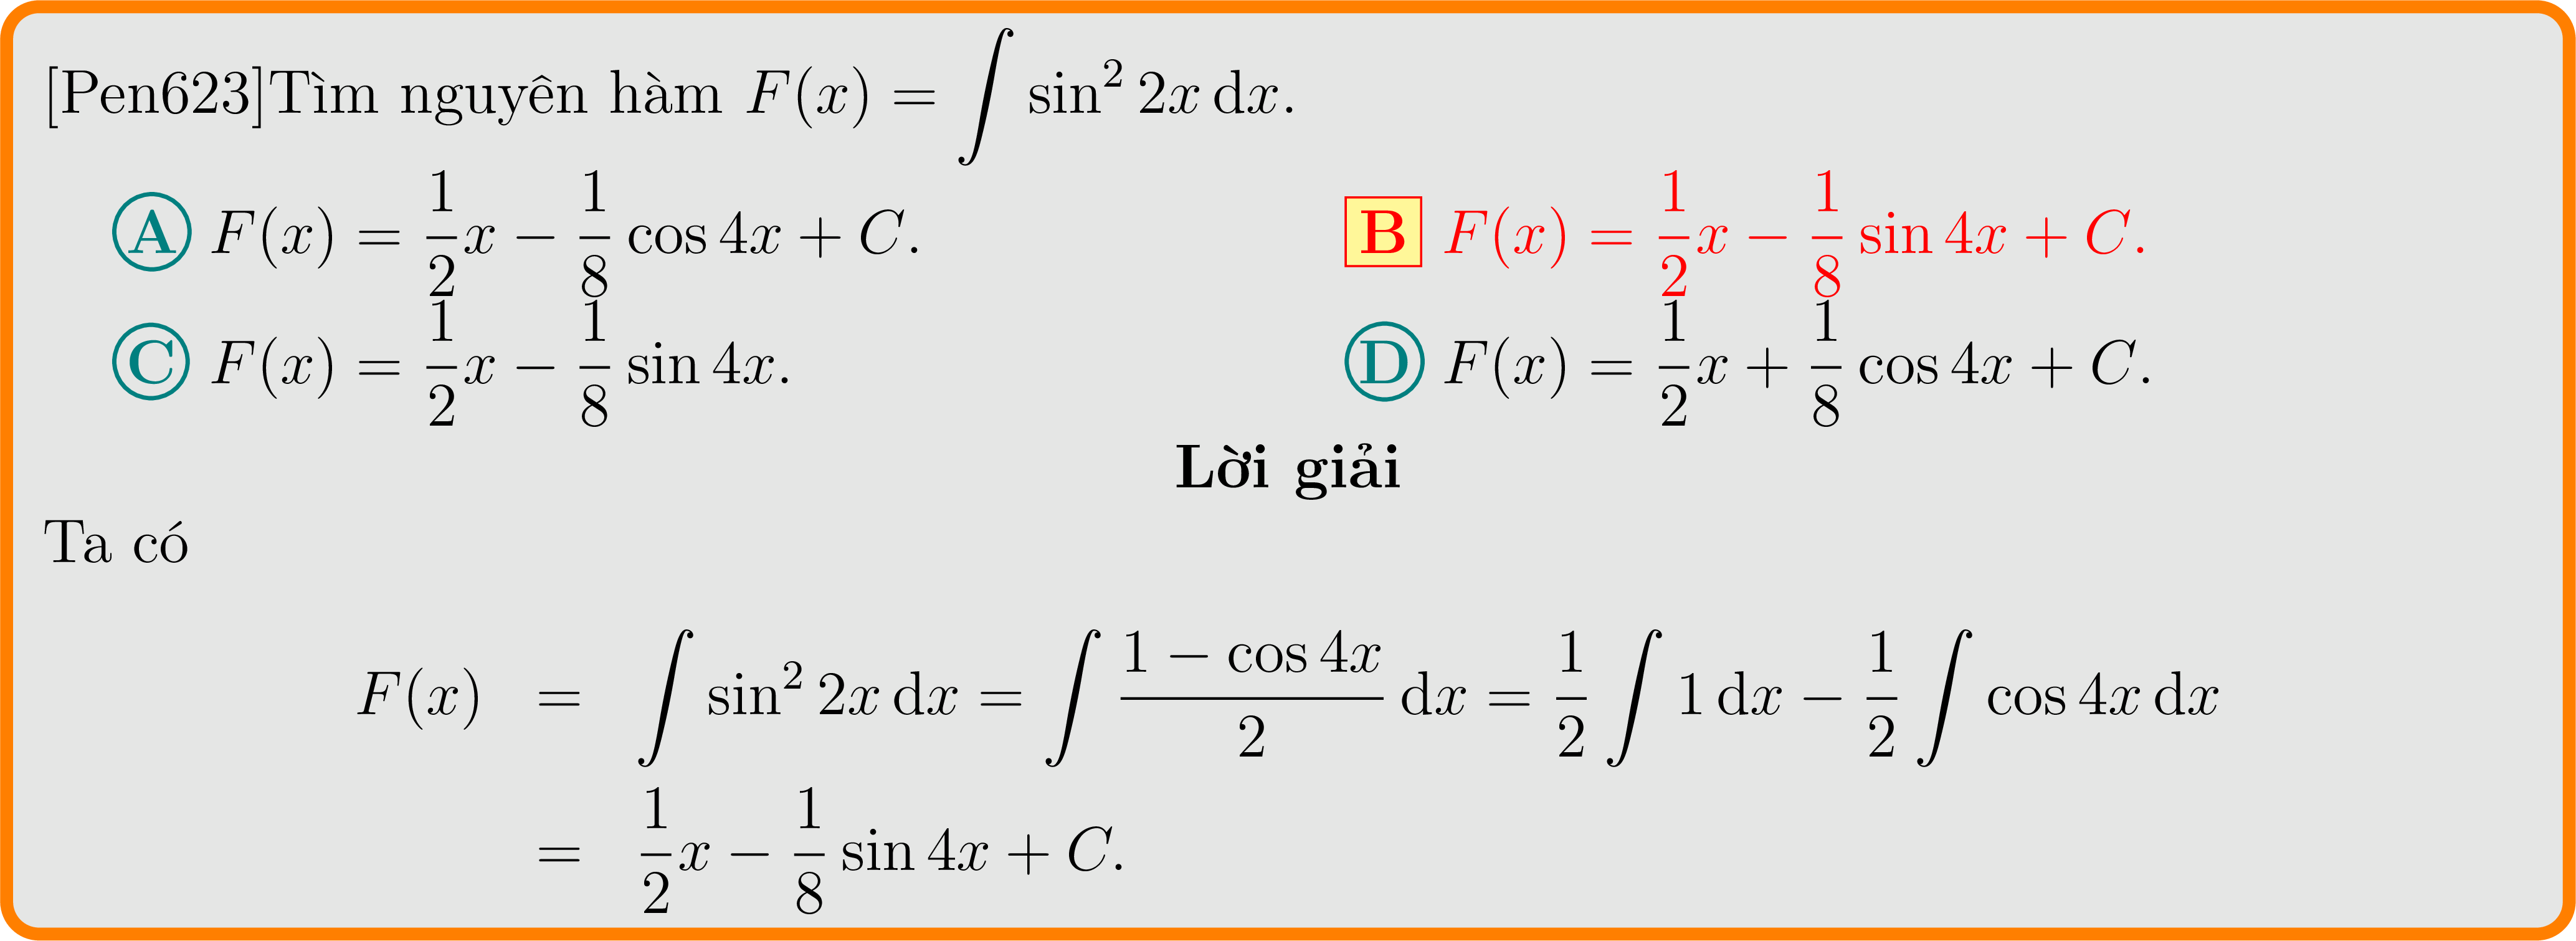 [Pen623]Tìm nguyên hàm $F(x) = \int \sin^2 2x \, \mathrm{d}x$.
A $F(x) = \frac{1}{2}x - \frac{1}{8}\cos 4x + C$. B $F(x) = \frac{1}{2}x - \frac{1}{8}\sin 4x + C$.
C $F(x) = \frac{1}{2}x - \frac{1}{8}\sin 4x$. D $F(x) = \frac{1}{2}x + \frac{1}{8}\cos 4x + C$.
Lời giải
Ta có
$F(x) = \int \sin^2 2x \, \mathrm{d}x = \int \frac{1 - \cos 4x}{2} \, \mathrm{d}x = \frac{1}{2} \int 1 \, \mathrm{d}x - \frac{1}{2} \int \cos 4x \, \mathrm{d}x$
$= \frac{1}{2}x - \frac{1}{8}\sin 4x + C$.